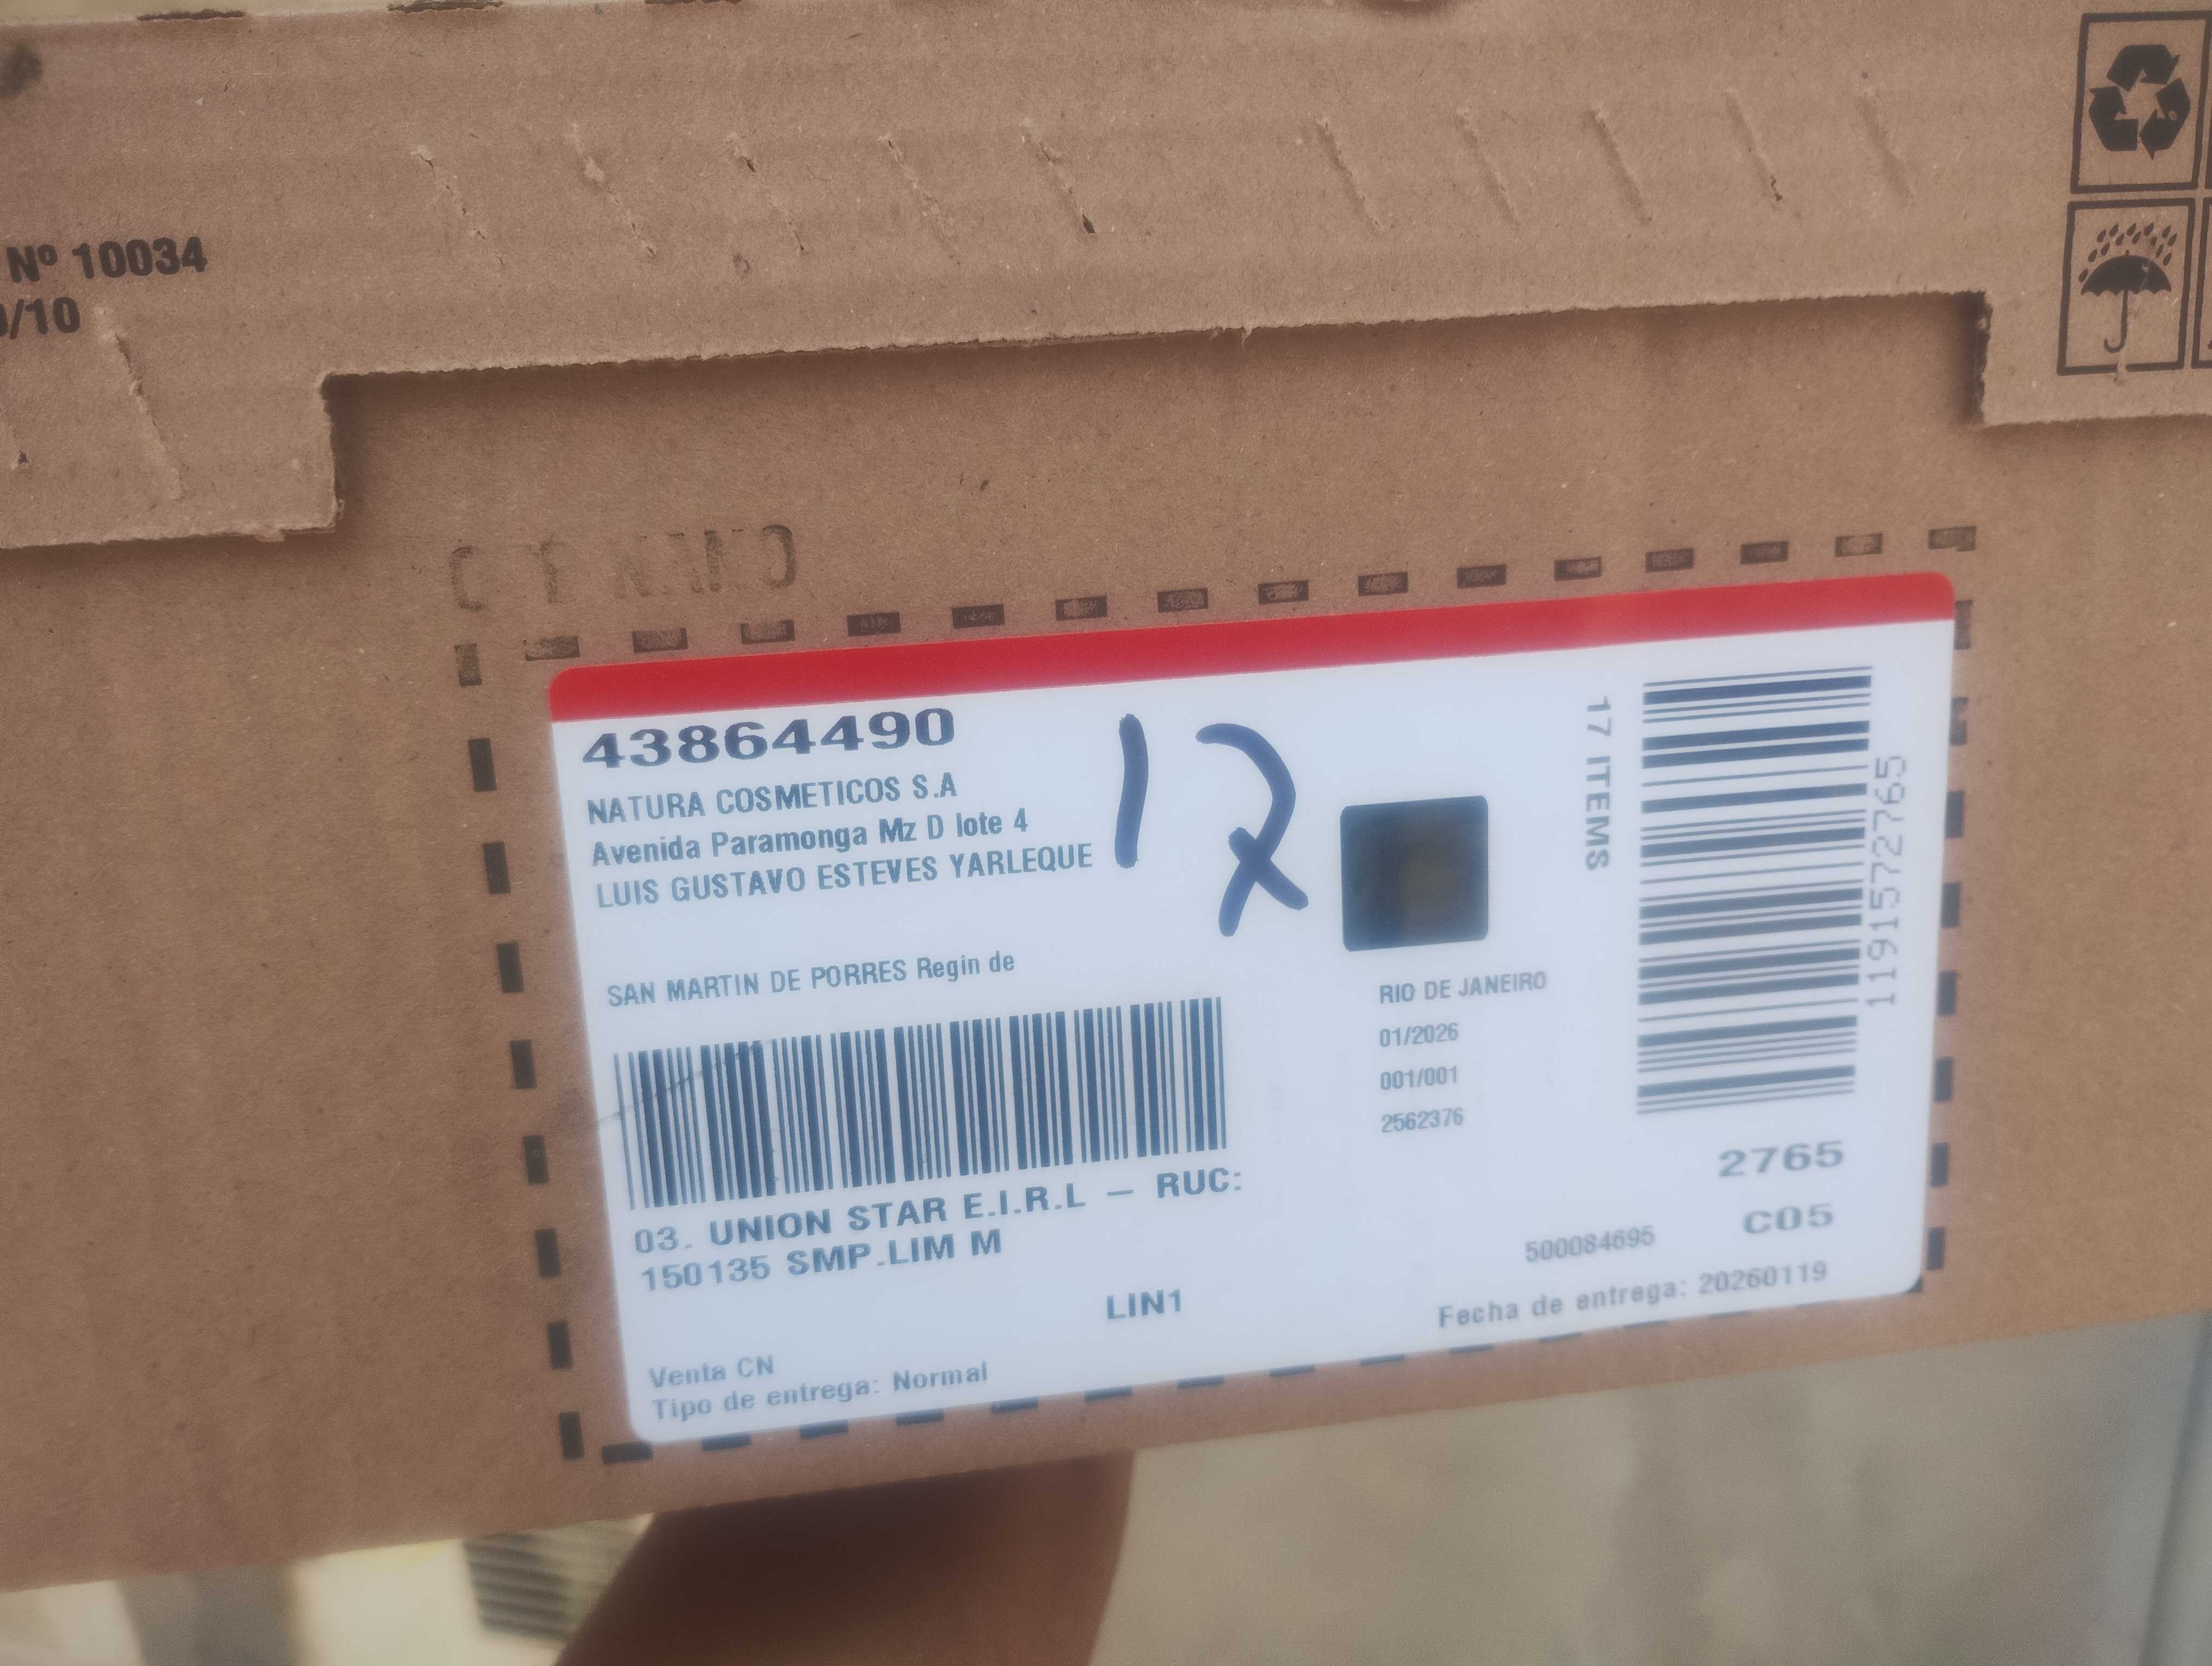 Nº 10034
/10
43864490
NATURA COSMETICOS S.A
Avenida Paramonga Mz D lote 4
LUIS GUSTAVO ESTEVES YARLEQUE
12
17 ITEMS
1191572765
SAN MARTIN DE PORRES Regin de
RIO DE JANEIRO
01/2026
001/001
2562376
03. UNION STAR E.I.R.L — RUC:
150135 SMP.LIM M
2765
C05
500084695
LIN1
Fecha de entrega: 20260119
Venta CN
Tipo de entrega: Normal